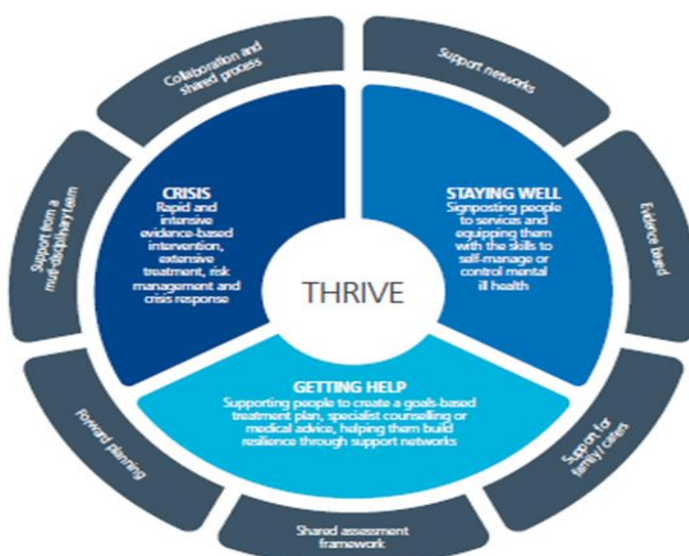 Collaboration and
shared process
Support networks
Evidence based
Support for
family/ carers
Shared assessment
framework
Forward planning
Support from a
muti-disciplinary team
CRISIS
Rapid and
intensive
evidence-based
intervention,
extensive
treatment, risk
management and
crisis response
STAYING WELL
Signposting people
to services and
equipping them
with the skills to
self-manage or
control mental
ill health
THRIVE
GETTING HELP
Supporting people to create a goals-based
treatment plan, specialist counselling or
medical advice, helping them build
resilience through support networks